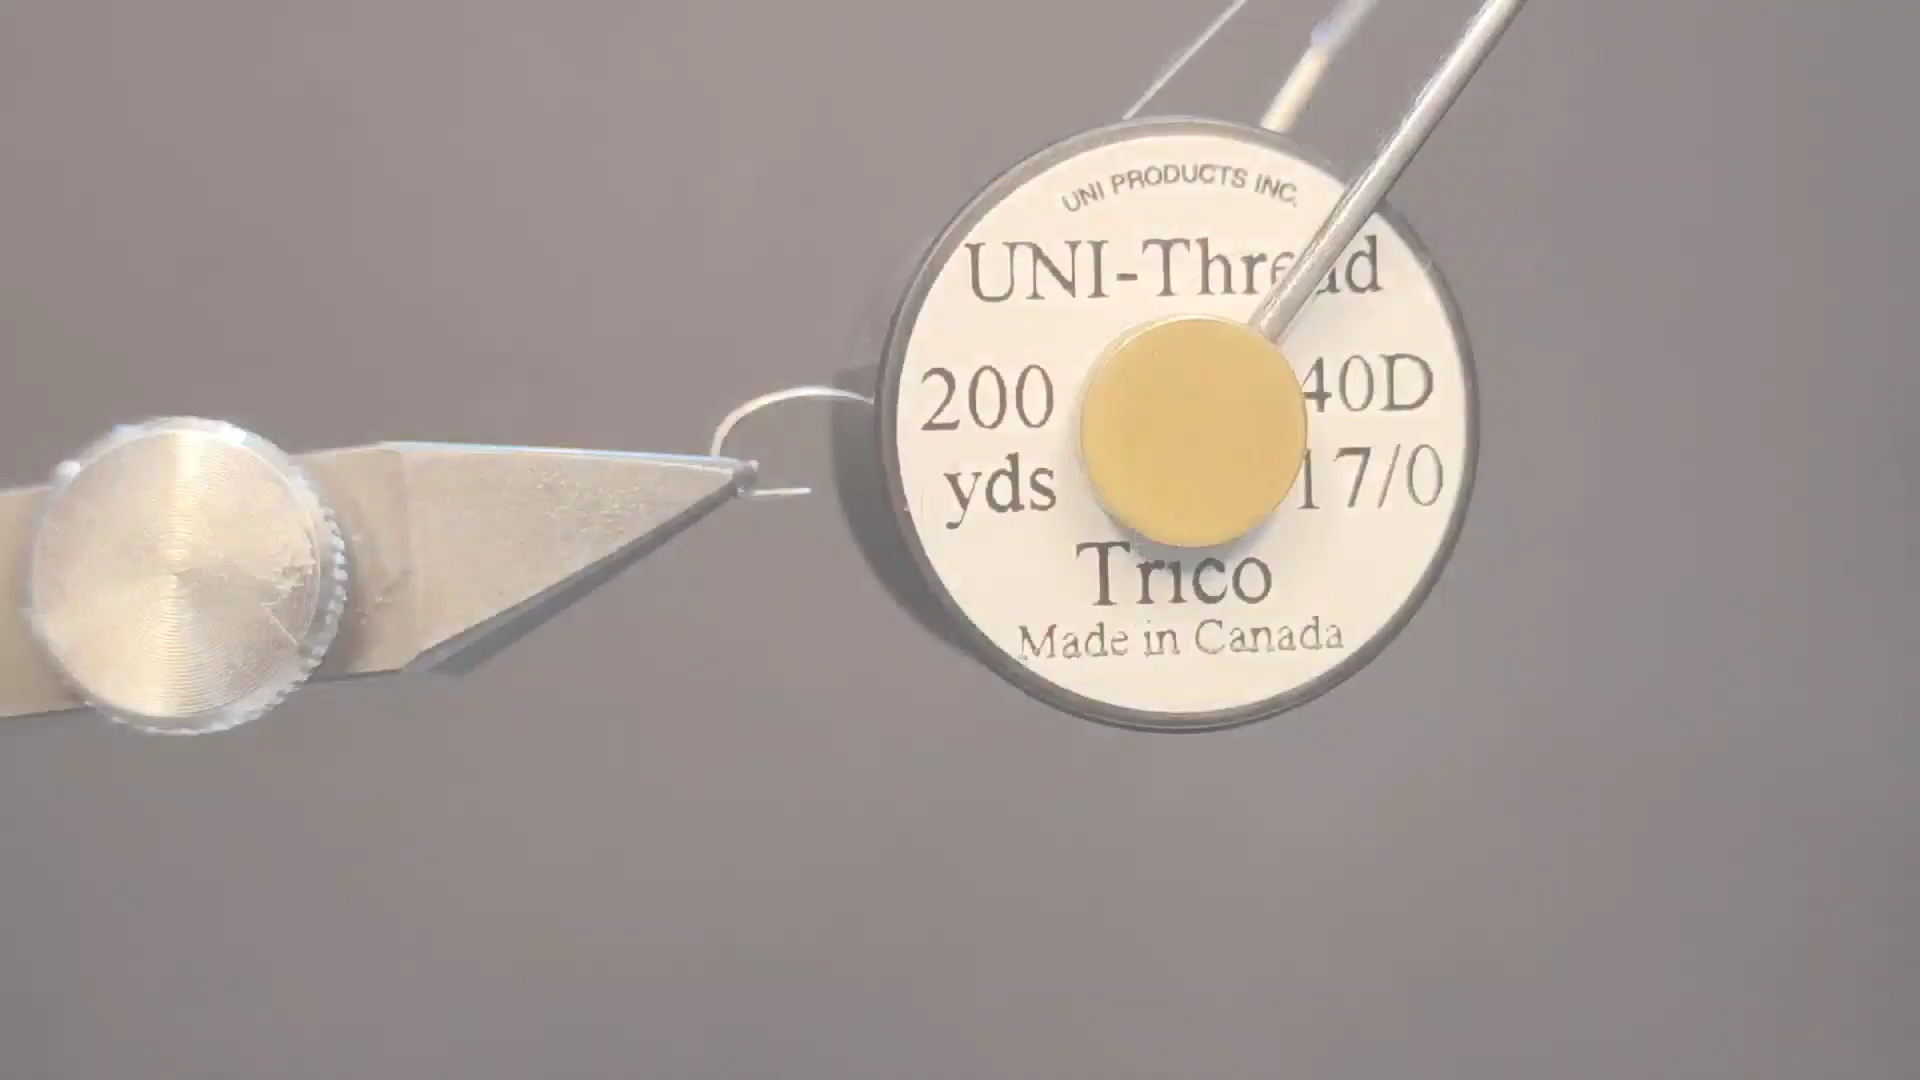 UNI PRODUCTS INC.
UNI-Thread
200 40D
yds 17/0
Trico
Made in Canada